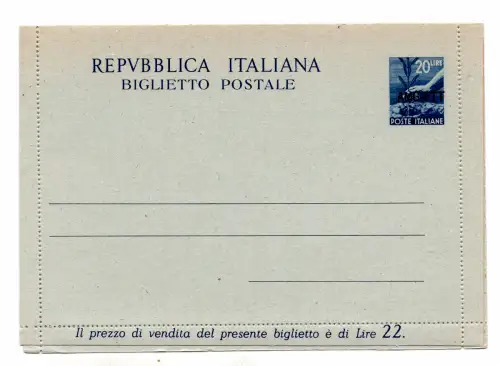 REPVBBLICA ITALIANA
BIGLIETTO POSTALE
20 LIRE
POSTE ITALIANE
Il prezzo di vendita del presente biglietto è di Lire 22.